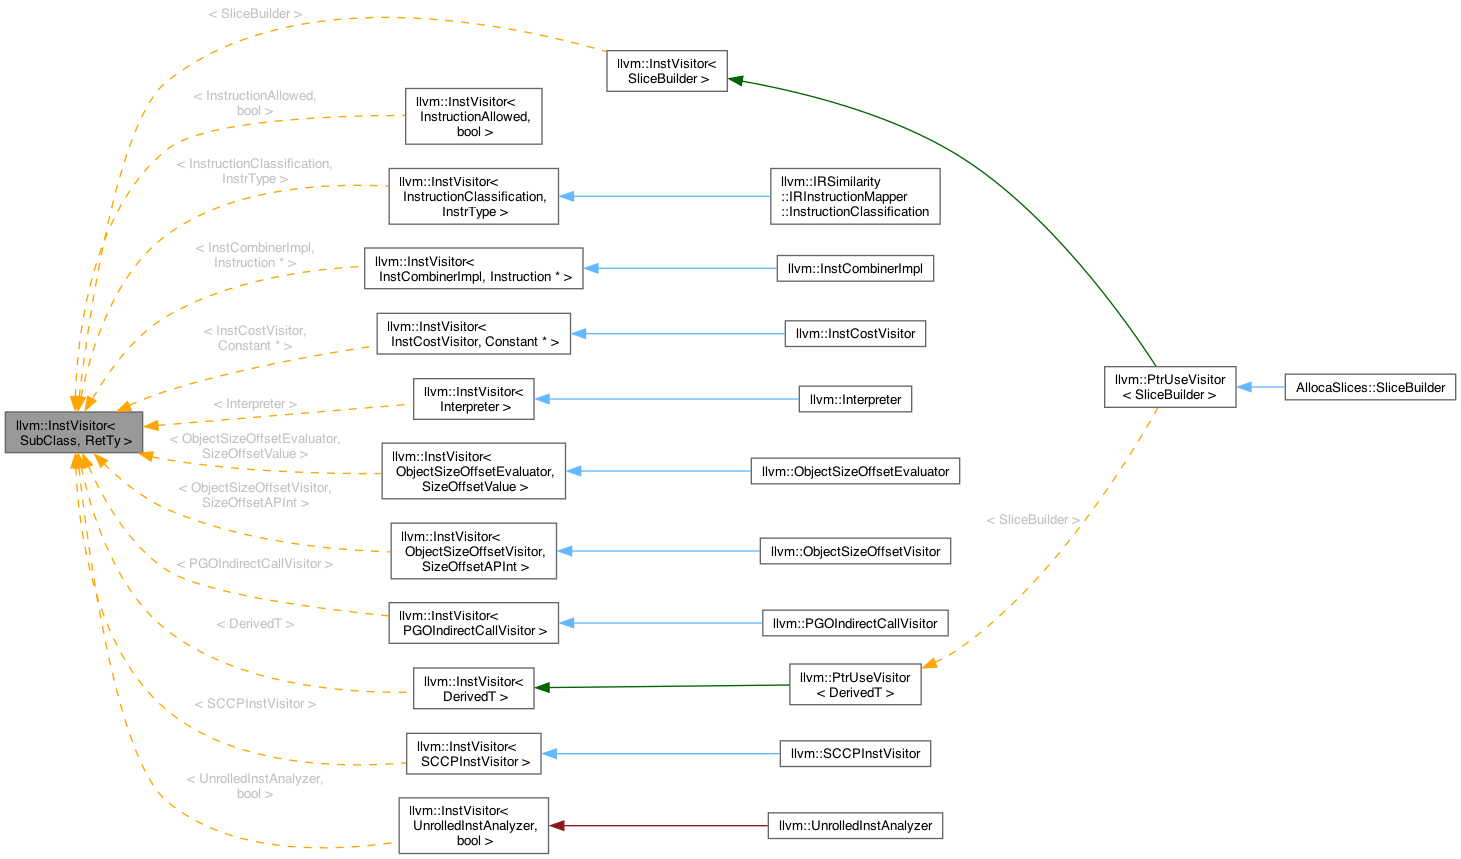 < SliceBuilder >
llvm::InstVisitor<
SliceBuilder >
< InstructionAllowed,
bool >
llvm::InstVisitor<
InstructionAllowed,
bool >
< InstructionClassification,
InstrType >
llvm::InstVisitor<
InstructionClassification,
InstrType >
llvm::IRSimilarity
::IRInstructionMapper
::InstructionClassification
< InstCombinerImpl,
Instruction * >
llvm::InstVisitor<
InstCombinerImpl, Instruction * >
llvm::InstCombinerImpl
< InstCostVisitor,
Constant * >
llvm::InstVisitor<
InstCostVisitor, Constant * >
llvm::InstCostVisitor
llvm::PtrUseVisitor
< SliceBuilder >
AllocaSlices::SliceBuilder
< Interpreter >
llvm::InstVisitor<
Interpreter >
llvm::Interpreter
llvm::InstVisitor<
SubClass, RetTy >
< ObjectSizeOffsetEvaluator,
SizeOffsetValue >
llvm::InstVisitor<
ObjectSizeOffsetEvaluator,
SizeOffsetValue >
llvm::ObjectSizeOffsetEvaluator
< ObjectSizeOffsetVisitor,
SizeOffsetAPInt >
llvm::InstVisitor<
ObjectSizeOffsetVisitor,
SizeOffsetAPInt >
llvm::ObjectSizeOffsetVisitor
< SliceBuilder >
< PGOIndirectCallVisitor >
llvm::InstVisitor<
PGOIndirectCallVisitor >
llvm::PGOIndirectCallVisitor
< DerivedT >
llvm::InstVisitor<
DerivedT >
llvm::PtrUseVisitor
< DerivedT >
< SCCPInstVisitor >
llvm::InstVisitor<
SCCPInstVisitor >
llvm::SCCPInstVisitor
< UnrolledInstAnalyzer,
bool >
llvm::InstVisitor<
UnrolledInstAnalyzer,
bool >
llvm::UnrolledInstAnalyzer